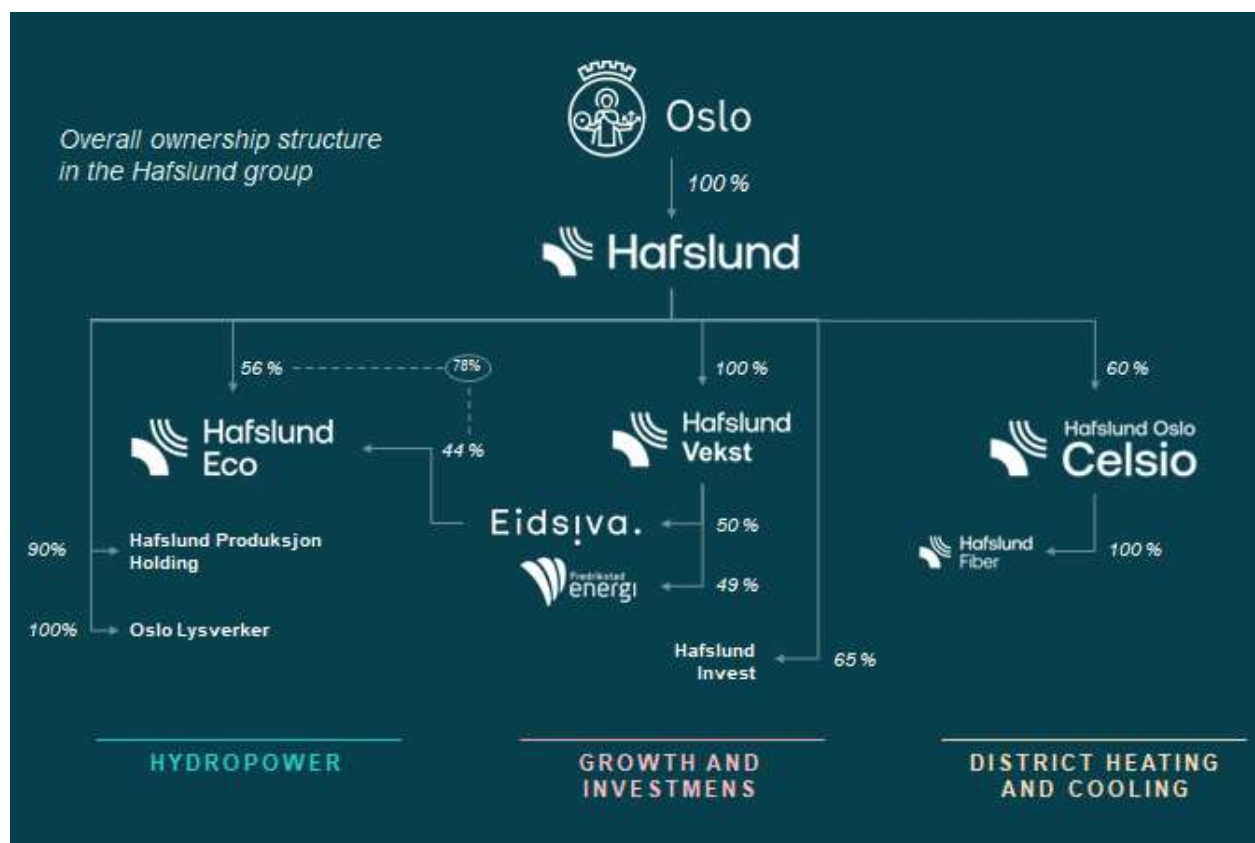 Oslo
Overall ownership structure
in the Hafslund group
100 %
Hafslund
56 %
78%
100 %
60 %
Hafslund
Eco
44 %
Hafslund
Vekst
Hafslund Oslo
Celsio
Eidsiva.
50 %
Hafslund
Fiber
100 %
90%
Hafslund Produksjon
Holding
Fredrikstad
energi
49 %
100%
Oslo Lysverker
Hafslund
Invest
65 %
HYDROPOWER
GROWTH AND
INVESTMENS
DISTRICT HEATING
AND COOLING